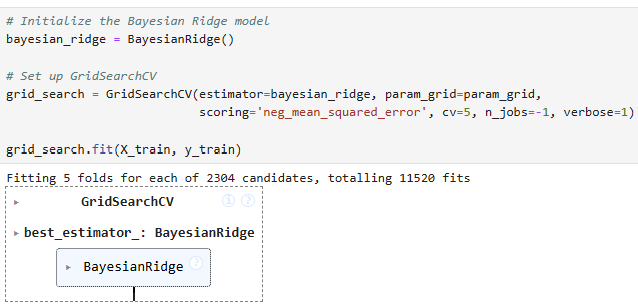 # Initialize the Bayesian Ridge model
bayesian_ridge = BayesianRidge()
# Set up GridSearchCV
grid_search = GridSearchCV(estimator=bayesian_ridge, param_grid=param_grid,
scoring='neg_mean_squared_error', cv=5, n_jobs=-1, verbose=1)
grid_search.fit(X_train, y_train)
Fitting 5 folds for each of 2304 candidates, totalling 11520 fits
▸ GridSearchCV i ?
▸ best_estimator_: BayesianRidge
▸ BayesianRidge ?